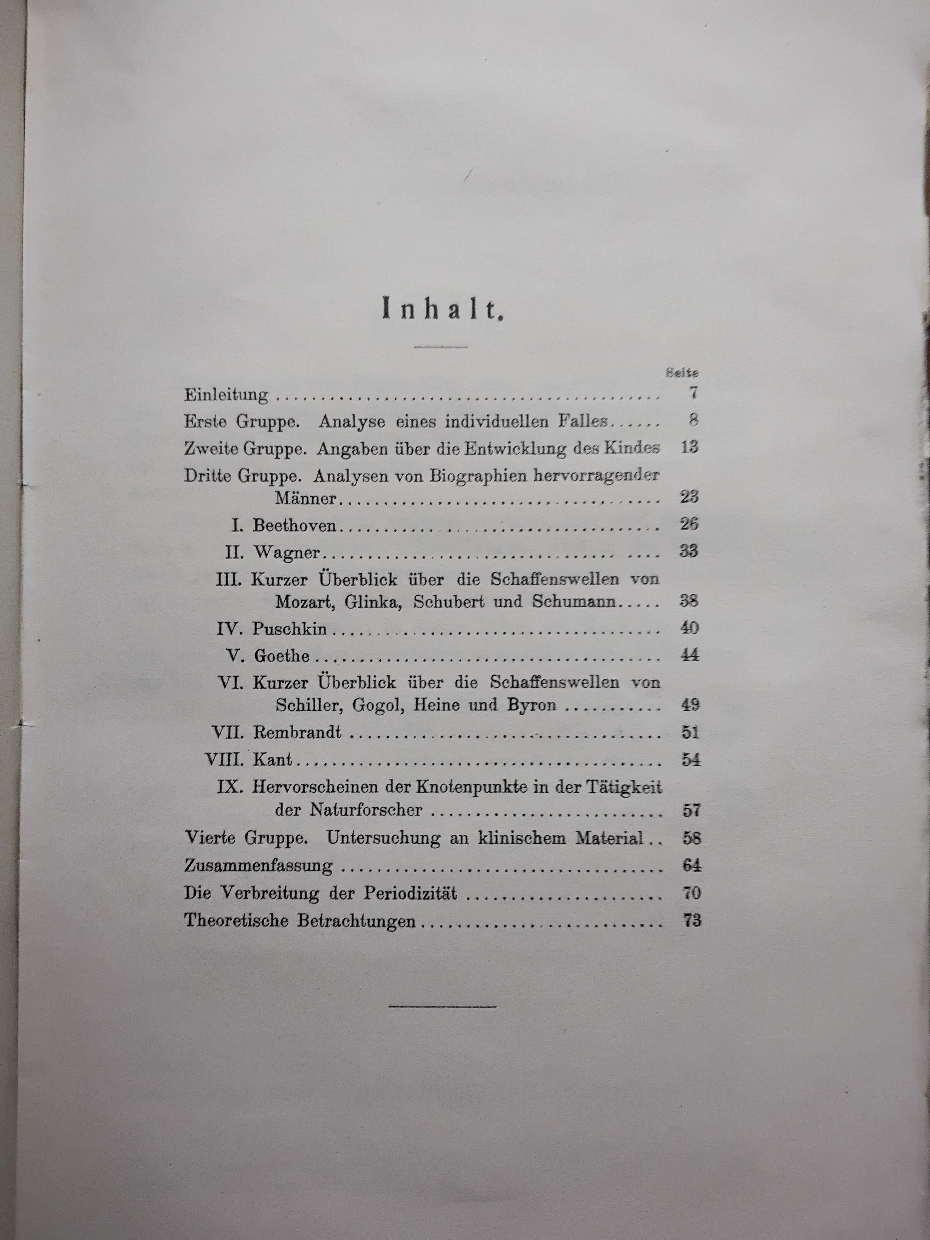 Inhalt.
Seite
Einleitung ........................................... 7
Erste Gruppe. Analyse eines individuellen Falles...... 8
Zweite Gruppe. Angaben über die Entwicklung des Kindes 13
Dritte Gruppe. Analysen von Biographien hervorragender
Männer.................................... 23
I. Beethoven.................................... 26
II. Wagner...................................... 33
III. Kurzer Überblick über die Schaffenswellen von
Mozart, Glinka, Schubert und Schumann..... 38
IV. Puschkin..................................... 40
V. Goethe....................................... 44
VI. Kurzer Überblick über die Schaffenswellen von
Schiller, Gogol, Heine und Byron ........... 49
VII. Rembrandt ................................... 51
VIII. Kant......................................... 54
IX. Hervorscheinen der Knotenpunkte in der Tätigkeit
der Naturforscher .......................... 57
Vierte Gruppe. Untersuchung an klinischem Material.. 58
Zusammenfassung .................................... 64
Die Verbreitung der Periodizität ...................... 70
Theoretische Betrachtungen........................... 73